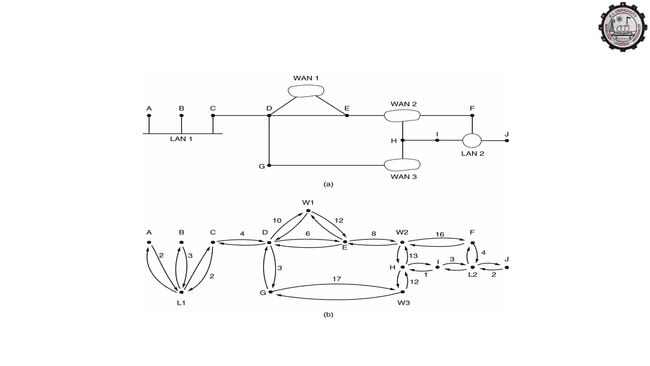 WAN 1
A B C D E WAN 2 F
LAN 1
H I J
LAN 2
G
WAN 3
(a)
W1
10 12
A B C 4 D 6 E 8 W2 16 F
2 3 2 3 13 4
H 1 I 3 L2 2 J
17 12
L1 G W3
(b)